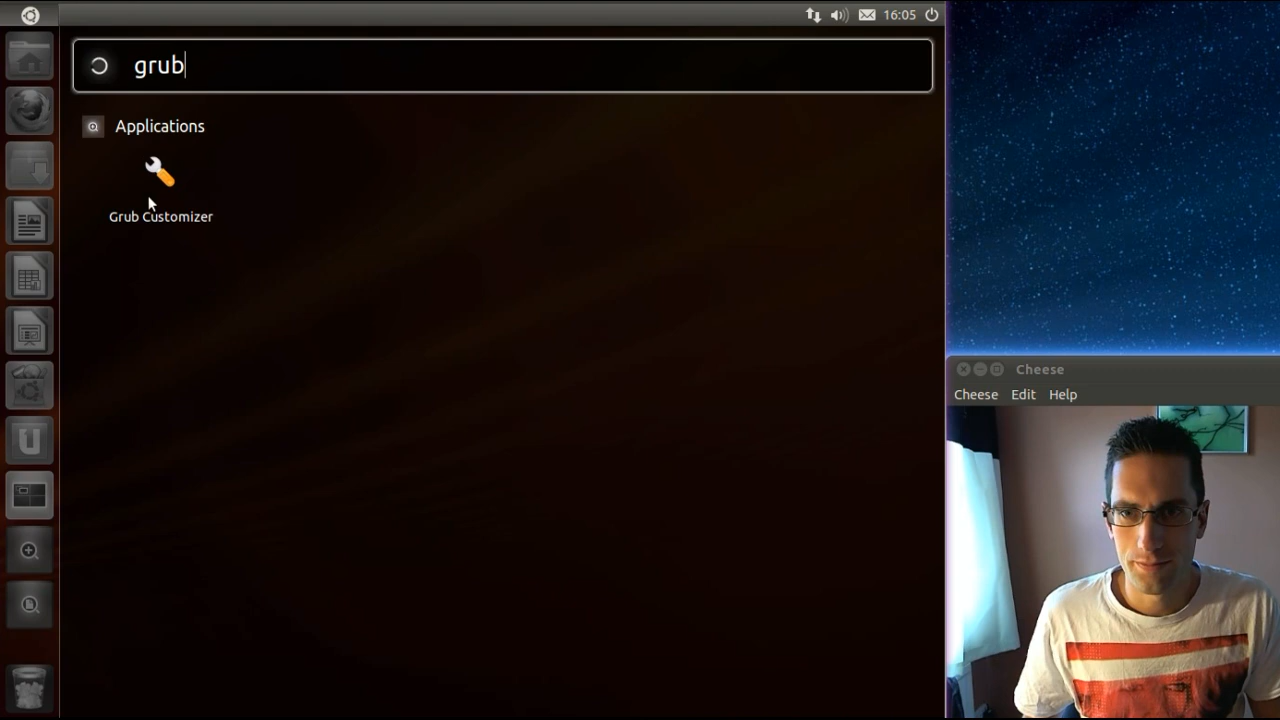 16:05
grub
Applications
Grub Customizer
Cheese
Cheese Edit Help